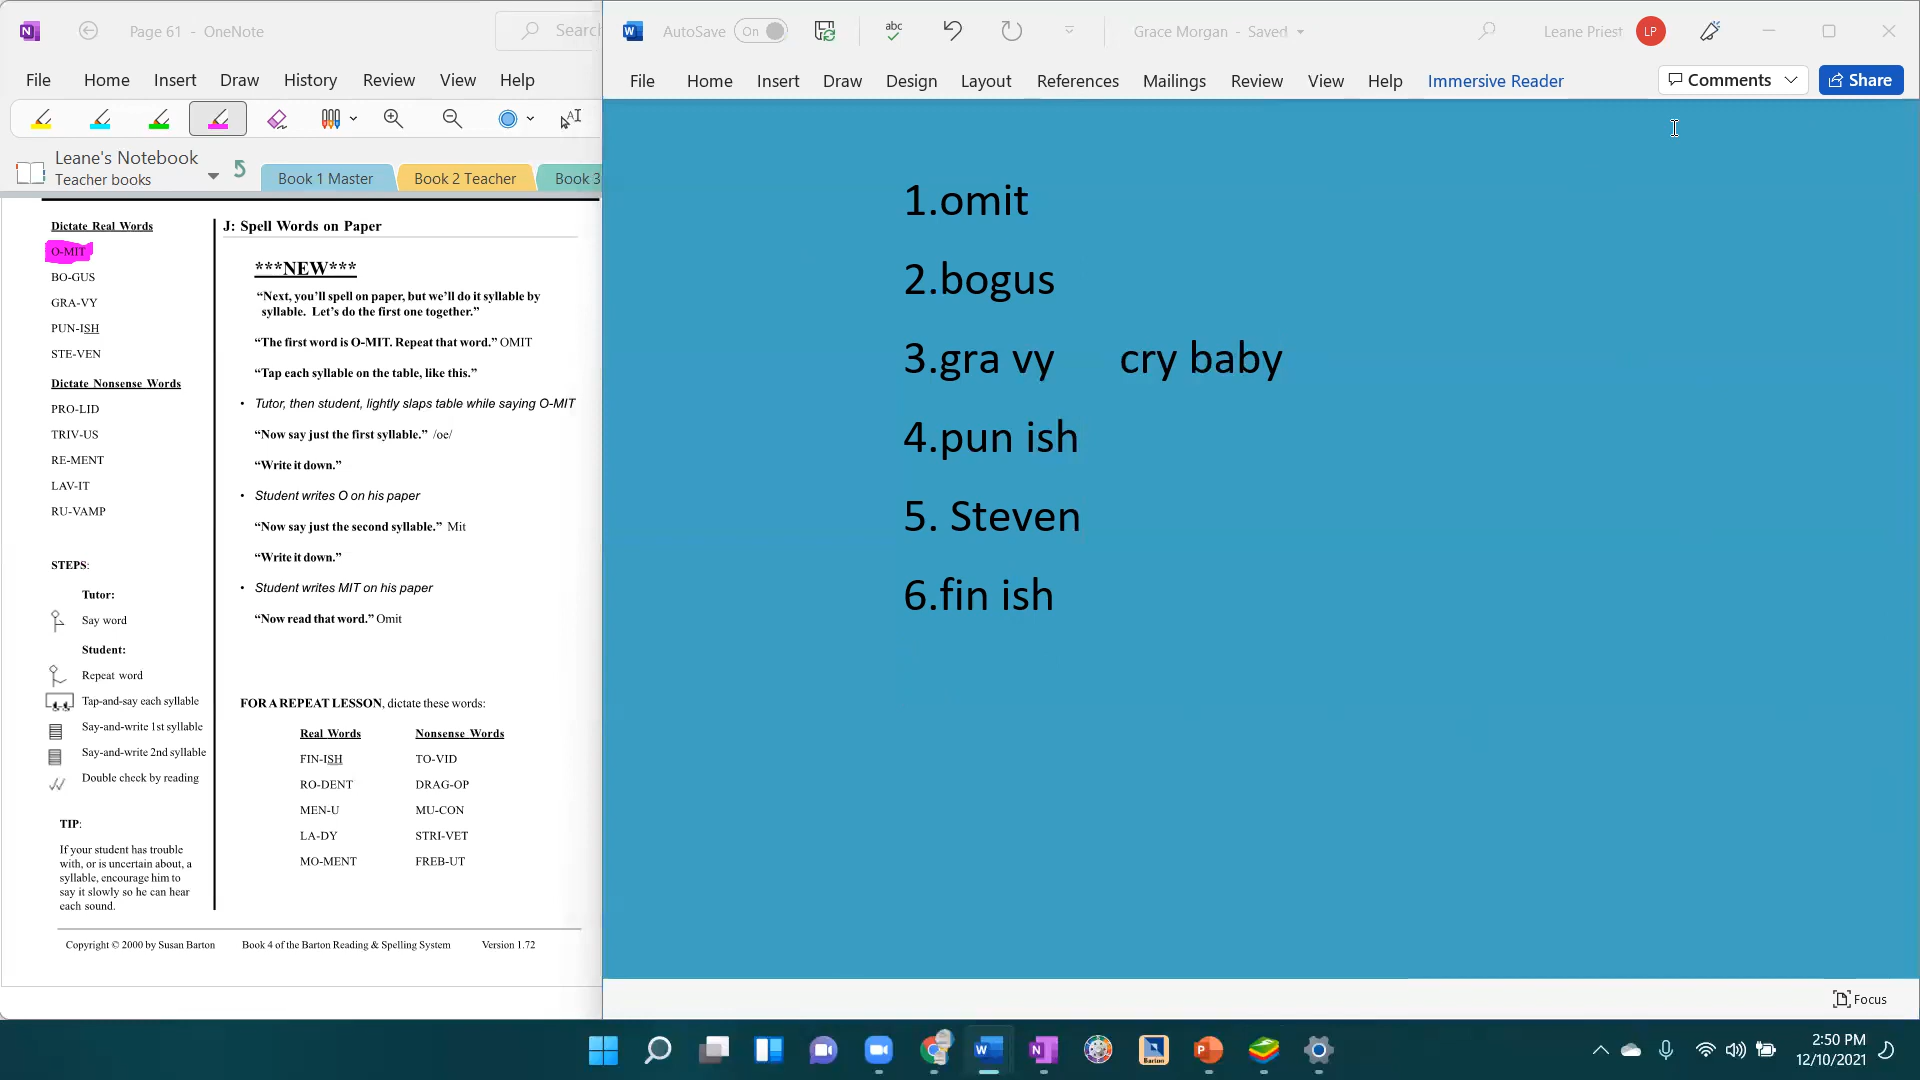 Page 61 - OneNote
Search
File Home Insert Draw History Review View Help
Leane's Notebook
Teacher books
Book 1 Master
Book 2 Teacher
Book 3
Dictate Real Words
O-MIT
BO-GUS
GRA-VY
PUN-ISH
STE-VEN
Dictate Nonsense Words
PRO-LID
TRIV-US
RE-MENT
LAV-IT
RU-VAMP
STEPS:
Tutor:
Say word
Student:
Repeat word
Tap-and-say each syllable
Say-and-write 1st syllable
Say-and-write 2nd syllable
Double check by reading
TIP:
If your student has trouble
with, or is uncertain about, a
syllable, encourage him to
say it slowly so he can hear
each sound.
J: Spell Words on Paper
***NEW***
“Next, you’ll spell on paper, but we’ll do it syllable by
syllable. Let’s do the first one together.”
“The first word is O-MIT. Repeat that word.” OMIT
“Tap each syllable on the table, like this.”
• Tutor, then student, lightly slaps table while saying O-MIT
“Now say just the first syllable.” /oe/
“Write it down.”
• Student writes O on his paper
“Now say just the second syllable.” Mit
“Write it down.”
• Student writes MIT on his paper
“Now read that word.” Omit
FOR A REPEAT LESSON, dictate these words:
Real Words Nonsense Words
FIN-ISH TO-VID
RO-DENT DRAG-OP
MEN-U MU-CON
LA-DY STRI-VET
MO-MENT FREB-UT
Copyright © 2000 by Susan Barton Book 4 of the Barton Reading & Spelling System Version 1.72
AutoSave On
abc
Grace Morgan - Saved
Leane Priest LP
File Home Insert Draw Design Layout References Mailings Review View Help Immersive Reader
Comments Share
1.omit
2.bogus
3.gra vy cry baby
4.pun ish
5. Steven
6.fin ish
Focus
Barton
2:50 PM
12/10/2021